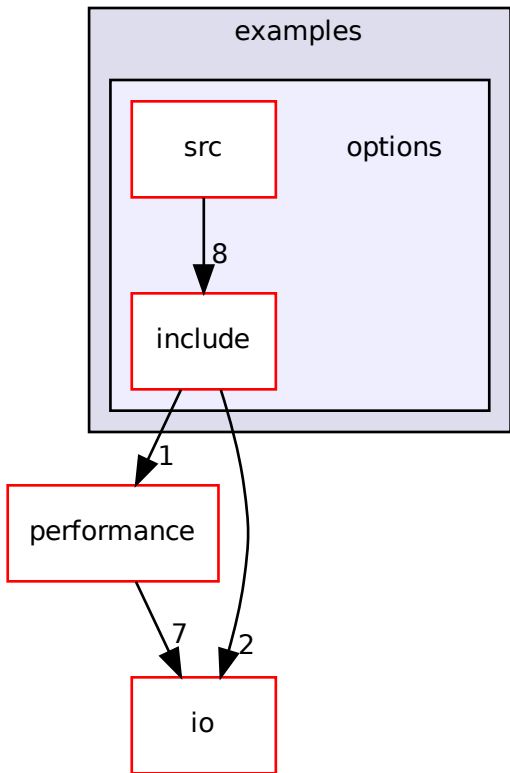 examples
src
options
8
include
1
performance
7
2
io